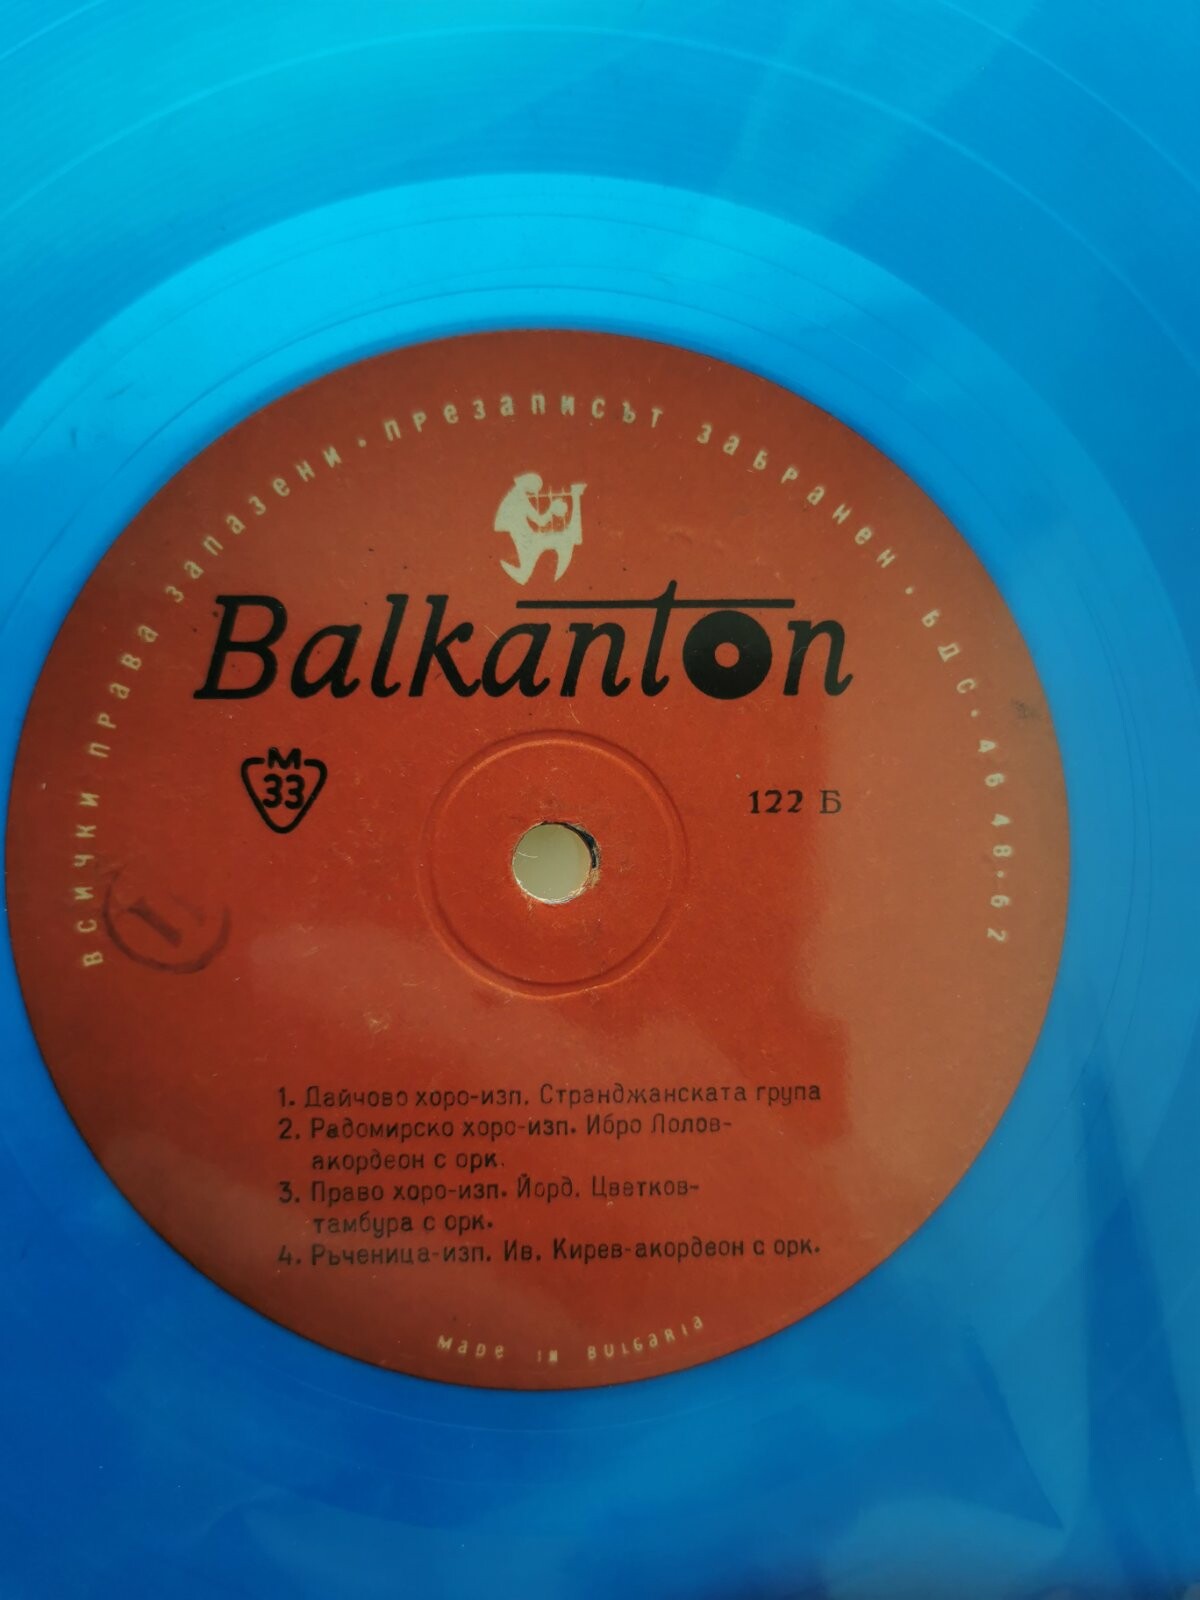 всички права запазени · презаписът забранен · бдс · 4648·62
Balkanton
M
33
122 Б
1
1. Дайчово хоро-изп. Странджанската група
2. Радомирско хоро-изп. Ибро Лолов-
акордеон с орк.
3. Право хоро-изп. Йорд. Цветков-
тамбура с орк.
4. Ръченица-изп. Ив. Кирев-акордеон с орк.
MADE IN BULGARIA